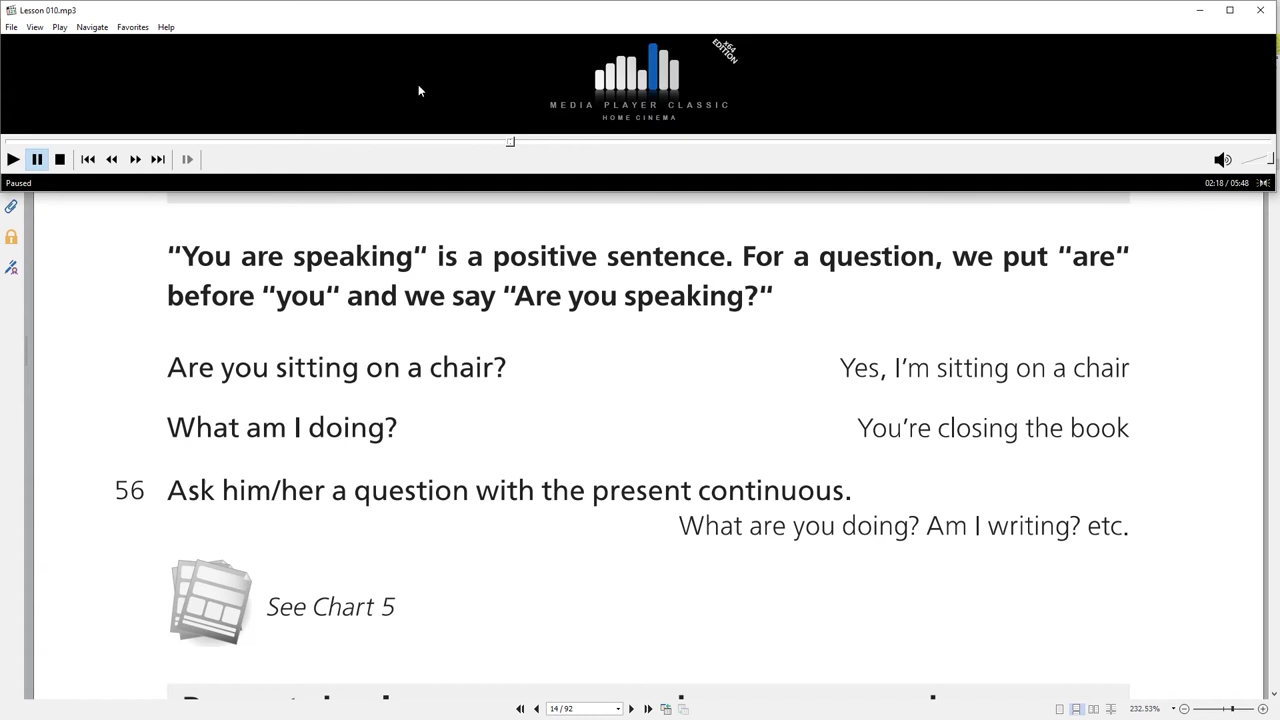 Lesson 010.mp3
File View Play Navigate Favorites Help
x64 EDITION
MEDIA PLAYER CLASSIC
HOME CINEMA
Paused 02:18 / 05:48
“You are speaking“ is a positive sentence. For a question, we put “are“
before “you“ and we say “Are you speaking?“
Are you sitting on a chair? Yes, I’m sitting on a chair
What am I doing? You’re closing the book
56 Ask him/her a question with the present continuous.
What are you doing? Am I writing? etc.
See Chart 5
14 / 92 232.53%